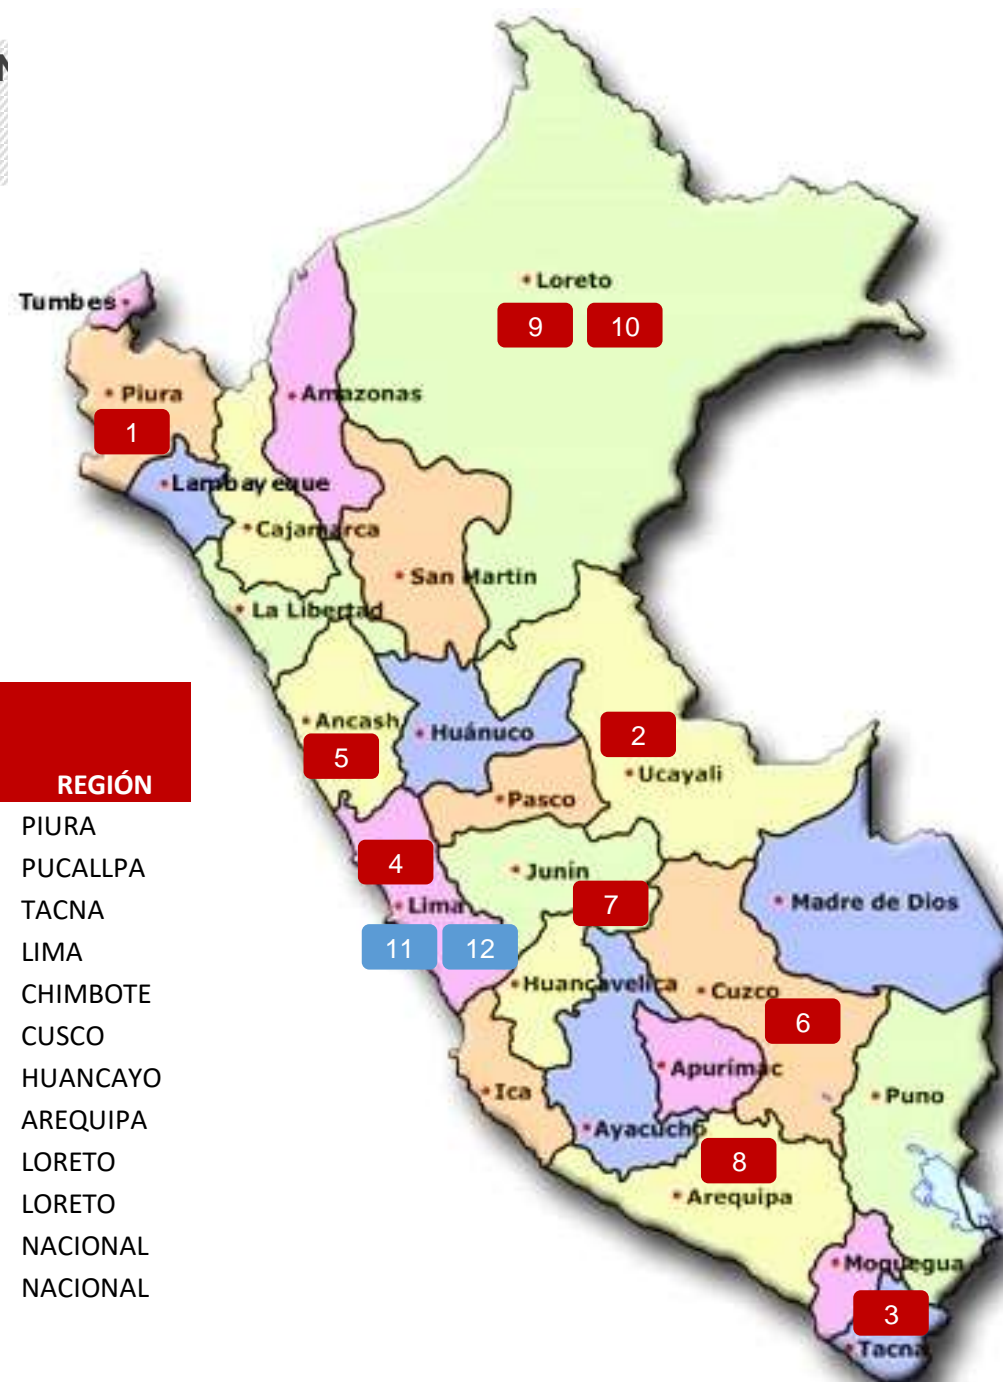 Loreto
9 10
Tumbes
Piura
1
Amazonas
Lambayeque
Cajamarca
San Martín
La Libertad
REGIÓN
PIURA
PUCALLPA
TACNA
LIMA
CHIMBOTE
CUSCO
HUANCAYO
AREQUIPA
LORETO
LORETO
NACIONAL
NACIONAL
Ancash
5
Huánuco
2
Ucayali
Pasco
4
Junín
Lima
7
Madre de Dios
11 12
Huancavelica
Cuzco
6
Apurímac
Ica
Puno
Ayacucho
8
Arequipa
Moquegua
3
Tacna